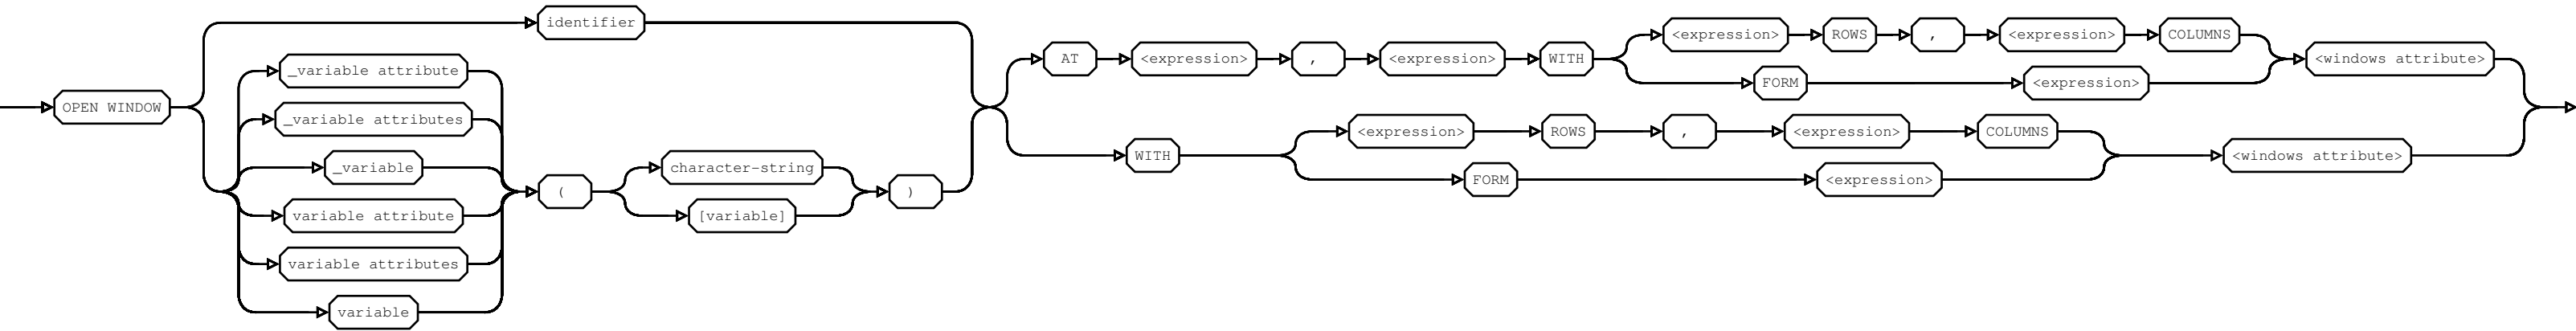 OPEN WINDOW
identifier
_variable attribute
_variable attributes
_variable
variable attribute
variable attributes
variable
(
character-string
[variable]
)
AT
<expression>
,
<expression>
WITH
<expression>
ROWS
,
<expression>
COLUMNS
FORM
<expression>
<windows attribute>
WITH
<expression>
ROWS
,
<expression>
COLUMNS
FORM
<expression>
<windows attribute>